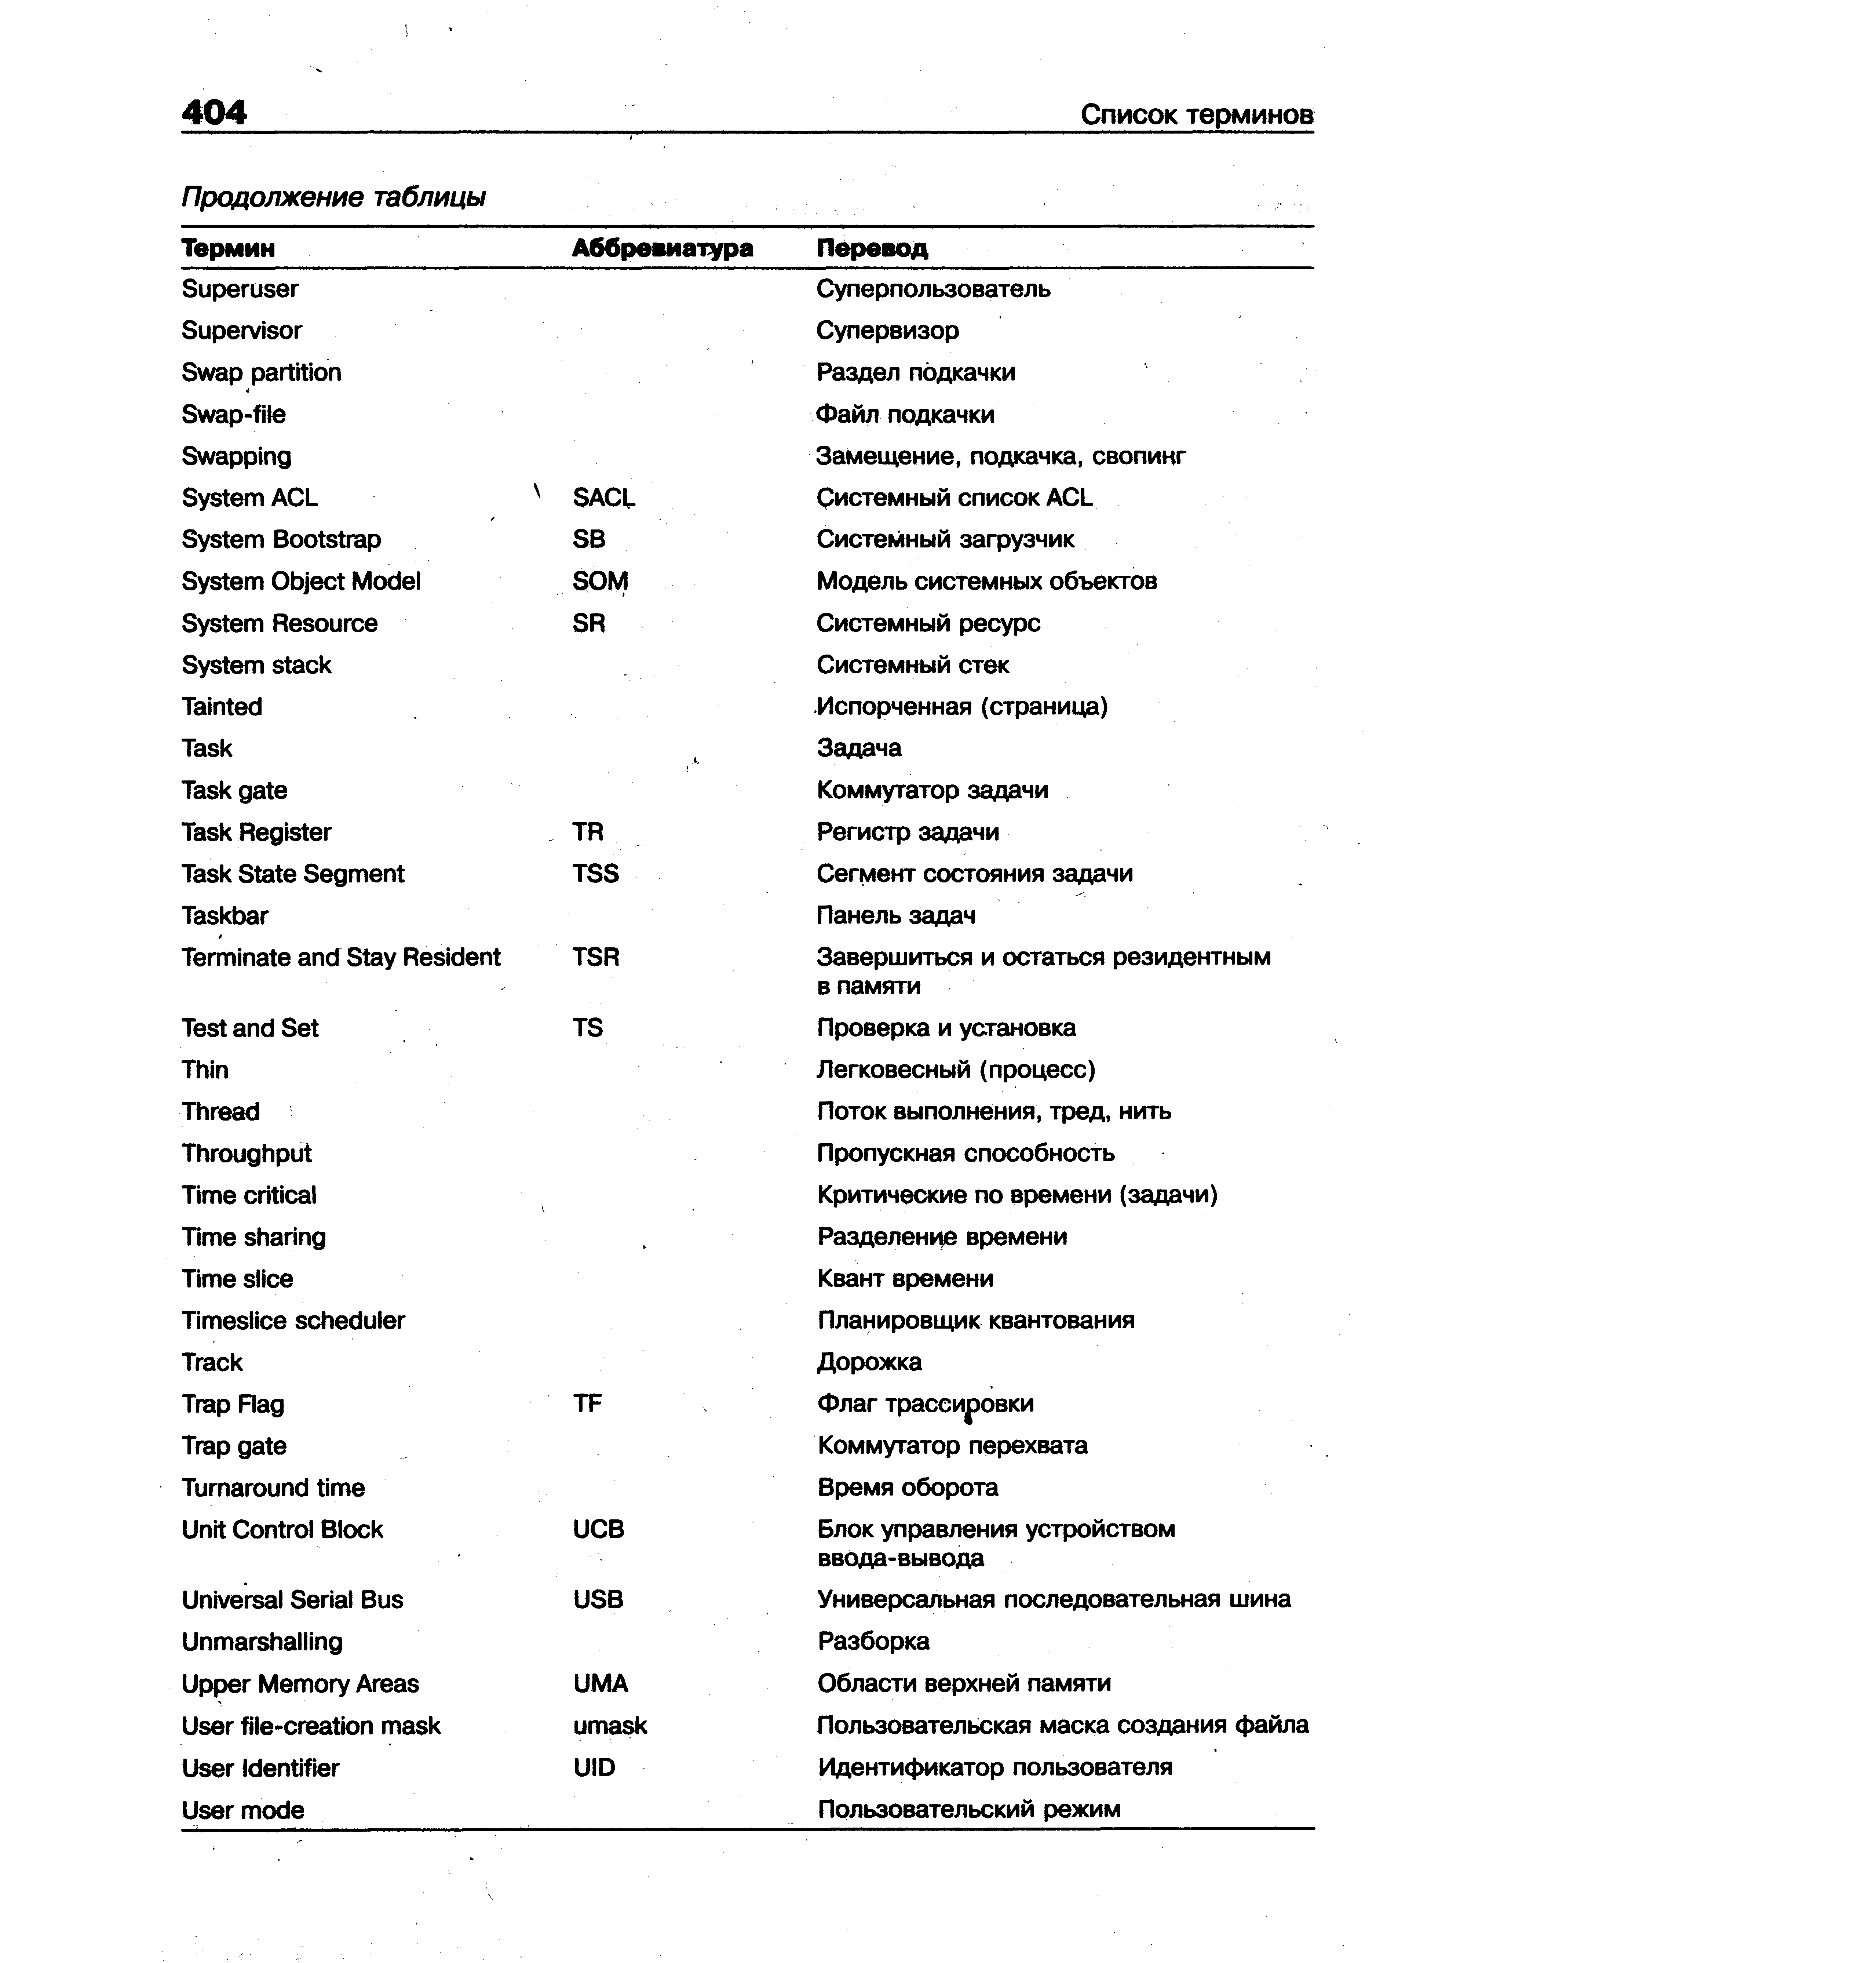 404 Список терминов
Продолжение таблицы
Термин Аббревиатура Перевод
Superuser Суперпользователь
Supervisor Супервизор
Swap partition Раздел подкачки
Swap-file Файл подкачки
Swapping Замещение, подкачка, свопинг
System ACL SACL Системный список ACL
System Bootstrap SB Системный загрузчик
System Object Model SOM Модель системных объектов
System Resource SR Системный ресурс
System stack Системный стек
Tainted Испорченная (страница)
Task Задача
Task gate Коммутатор задачи
Task Register TR Регистр задачи
Task State Segment TSS Сегмент состояния задачи
Taskbar Панель задач
Terminate and Stay Resident TSR Завершиться и остаться резидентным
в памяти
Test and Set TS Проверка и установка
Thin Легковесный (процесс)
Thread Поток выполнения, тред, нить
Throughput Пропускная способность
Time critical Критические по времени (задачи)
Time sharing Разделение времени
Time slice Квант времени
Timeslice scheduler Планировщик квантования
Track Дорожка
Trap Flag TF Флаг трассировки
Trap gate Коммутатор перехвата
Turnaround time Время оборота
Unit Control Block UCB Блок управления устройством
ввода-вывода
Universal Serial Bus USB Универсальная последовательная шина
Unmarshalling Разборка
Upper Memory Areas UMA Области верхней памяти
User file-creation mask umask Пользовательская маска создания файла
User Identifier UID Идентификатор пользователя
User mode Пользовательский режим